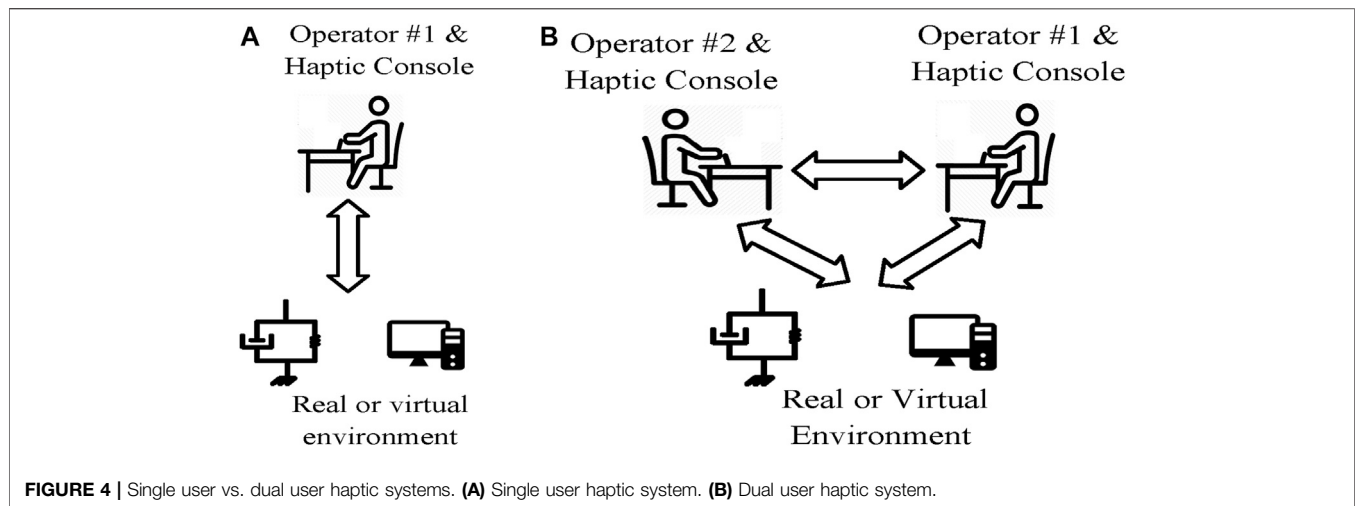 A
Operator #1 &
Haptic Console
Real or virtual
environment
B
Operator #2 &
Haptic Console
Operator #1 &
Haptic Console
Real or Virtual
Environment
FIGURE 4 | Single user vs. dual user haptic systems. (A) Single user haptic system. (B) Dual user haptic system.